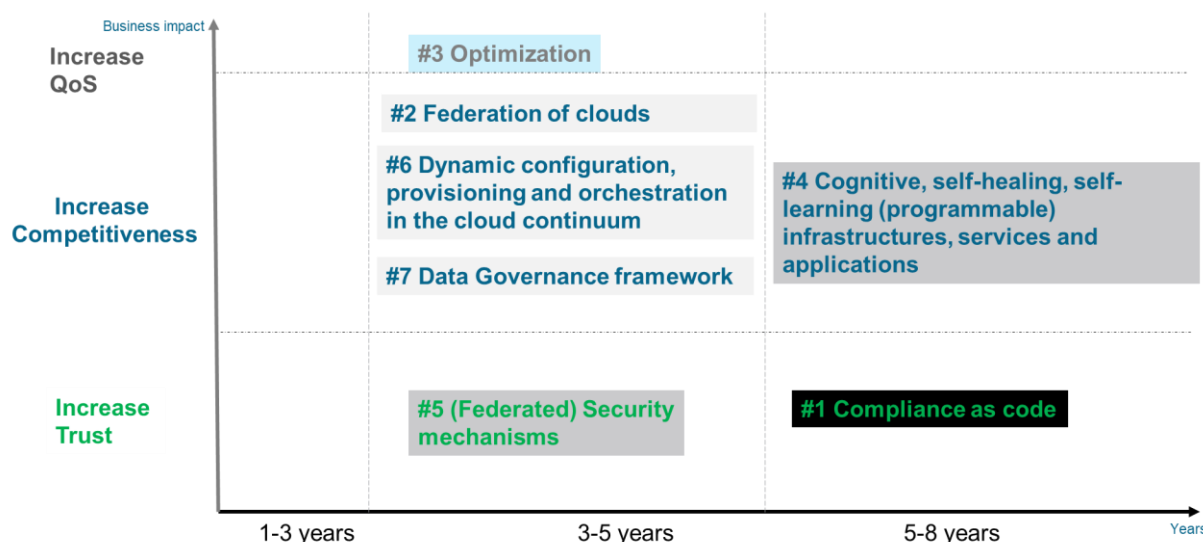 Business impact
Increase
QoS
#3 Optimization
#2 Federation of clouds
#6 Dynamic configuration,
provisioning and orchestration
in the cloud continuum
#4 Cognitive, self-healing, self-
learning (programmable)
infrastructures, services and
applications
Increase
Competitiveness
#7 Data Governance framework
Increase
Trust
#5 (Federated) Security
mechanisms
#1 Compliance as code
1-3 years
3-5 years
5-8 years
Years